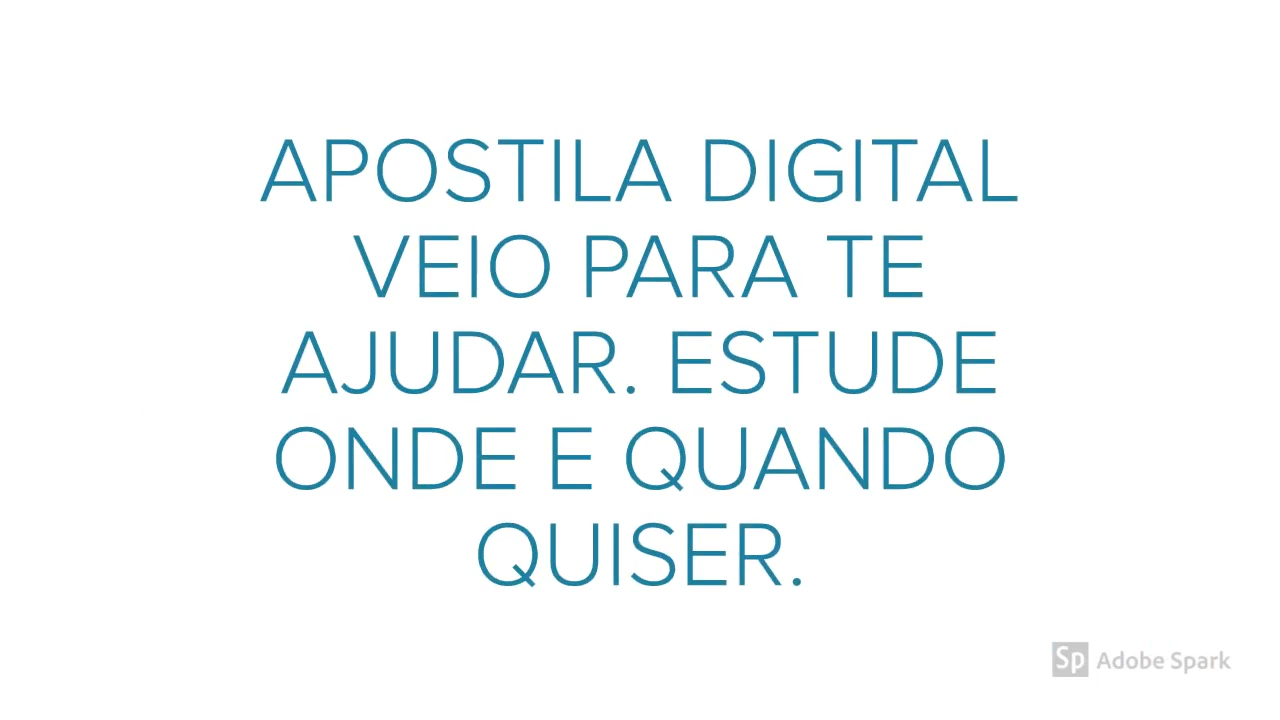 APOSTILA DIGITAL
VEIO PARA TE
AJUDAR. ESTUDE
ONDE E QUANDO
QUISER.
Sp Adobe Spark